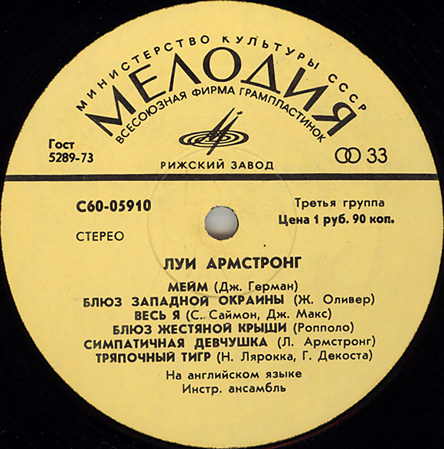 МИНИСТЕРСТВО КУЛЬТУРЫ СССР
МЕЛОДИЯ
ВСЕСОЮЗНАЯ ФИРМА ГРАМПЛАСТИНОК
Гост
5289-73
РИЖСКИЙ ЗАВОД
33
С60-05910
Третья группа
Цена 1 руб. 90 коп.
СТЕРЕО
ЛУИ АРМСТРОНГ
МЕЙМ (Дж. Герман)
БЛЮЗ ЗАПАДНОЙ ОКРАИНЫ (Ж. Оливер)
ВЕСЬ Я (С. Саймон, Дж. Макс)
БЛЮЗ ЖЕСТЯНОЙ КРЫЩИ (Ропполо)
СИМПАТИЧНАЯ ДЕВЧУШКА (Л. Армстронг)
ТРЯПОЧНЫЙ ТИГР (Н. Лярокка, Г. Декоста)
На английском языке
Инстр. ансамбль